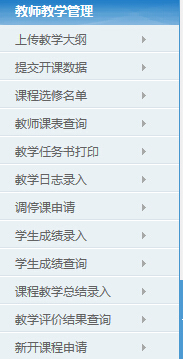 教师教学管理
上传教学大纲
提交开课数据
课程选修名单
教师课表查询
教学任务书打印
教学日志录入
调停课申请
学生成绩录入
学生成绩查询
课程教学总结录入
教学评价结果查询
新开课程申请